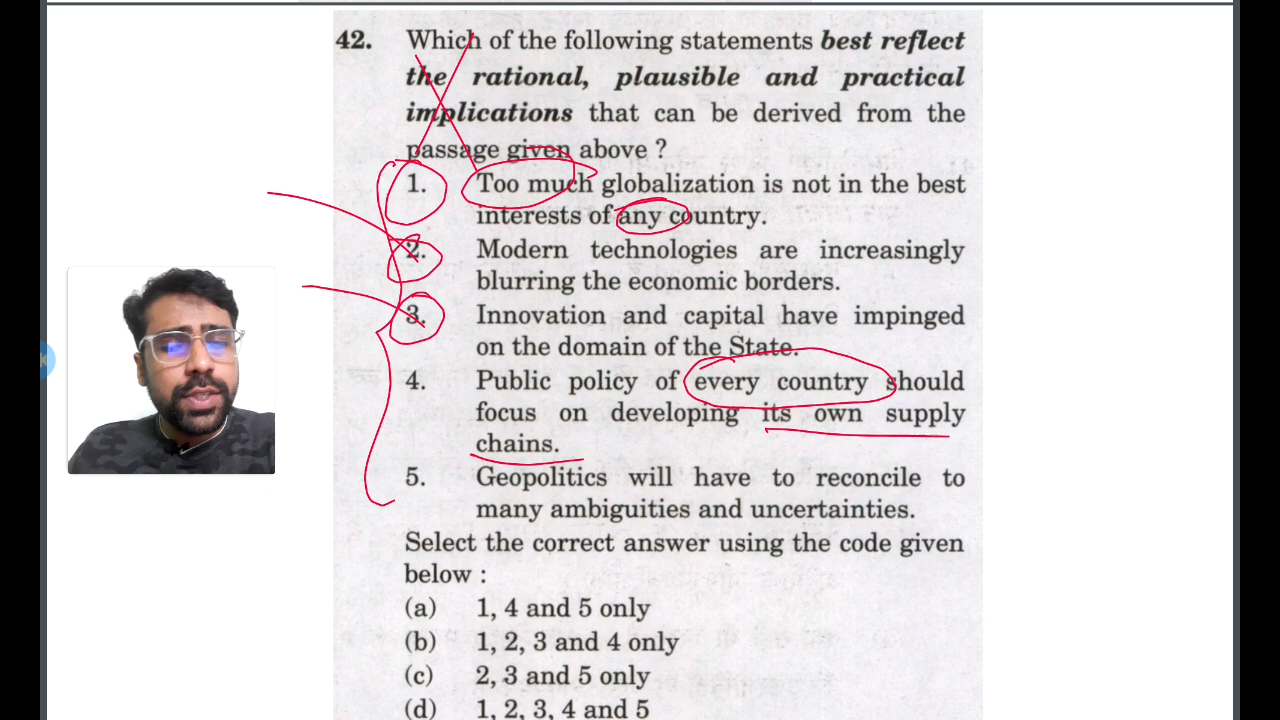 42. Which of the following statements best reflect
the rational, plausible and practical
implications that can be derived from the
passage given above ?
1. Too much globalization is not in the best
interests of any country.
2. Modern technologies are increasingly
blurring the economic borders.
3. Innovation and capital have impinged
on the domain of the State.
4. Public policy of every country should
focus on developing its own supply
chains.
5. Geopolitics will have to reconcile to
many ambiguities and uncertainties.
Select the correct answer using the code given
below :
(a) 1, 4 and 5 only
(b) 1, 2, 3 and 4 only
(c) 2, 3 and 5 only
(d) 1, 2, 3, 4 and 5